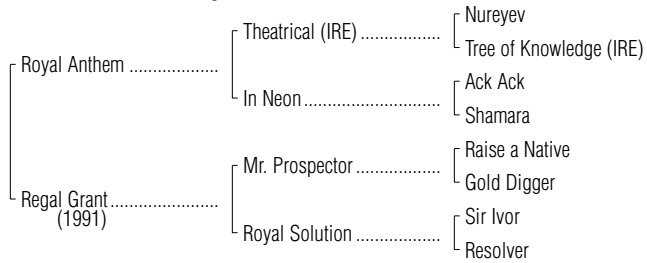 Nureyev
Theatrical (IRE) ..................
Tree of Knowledge (IRE)
Royal Anthem ....................
Ack Ack
In Neon ..............................
Shamara
Raise a Native
Mr. Prospector ...................
Gold Digger
Regal Grant ........................
(1991)
Sir Ivor
Royal Solution ...................
Resolver